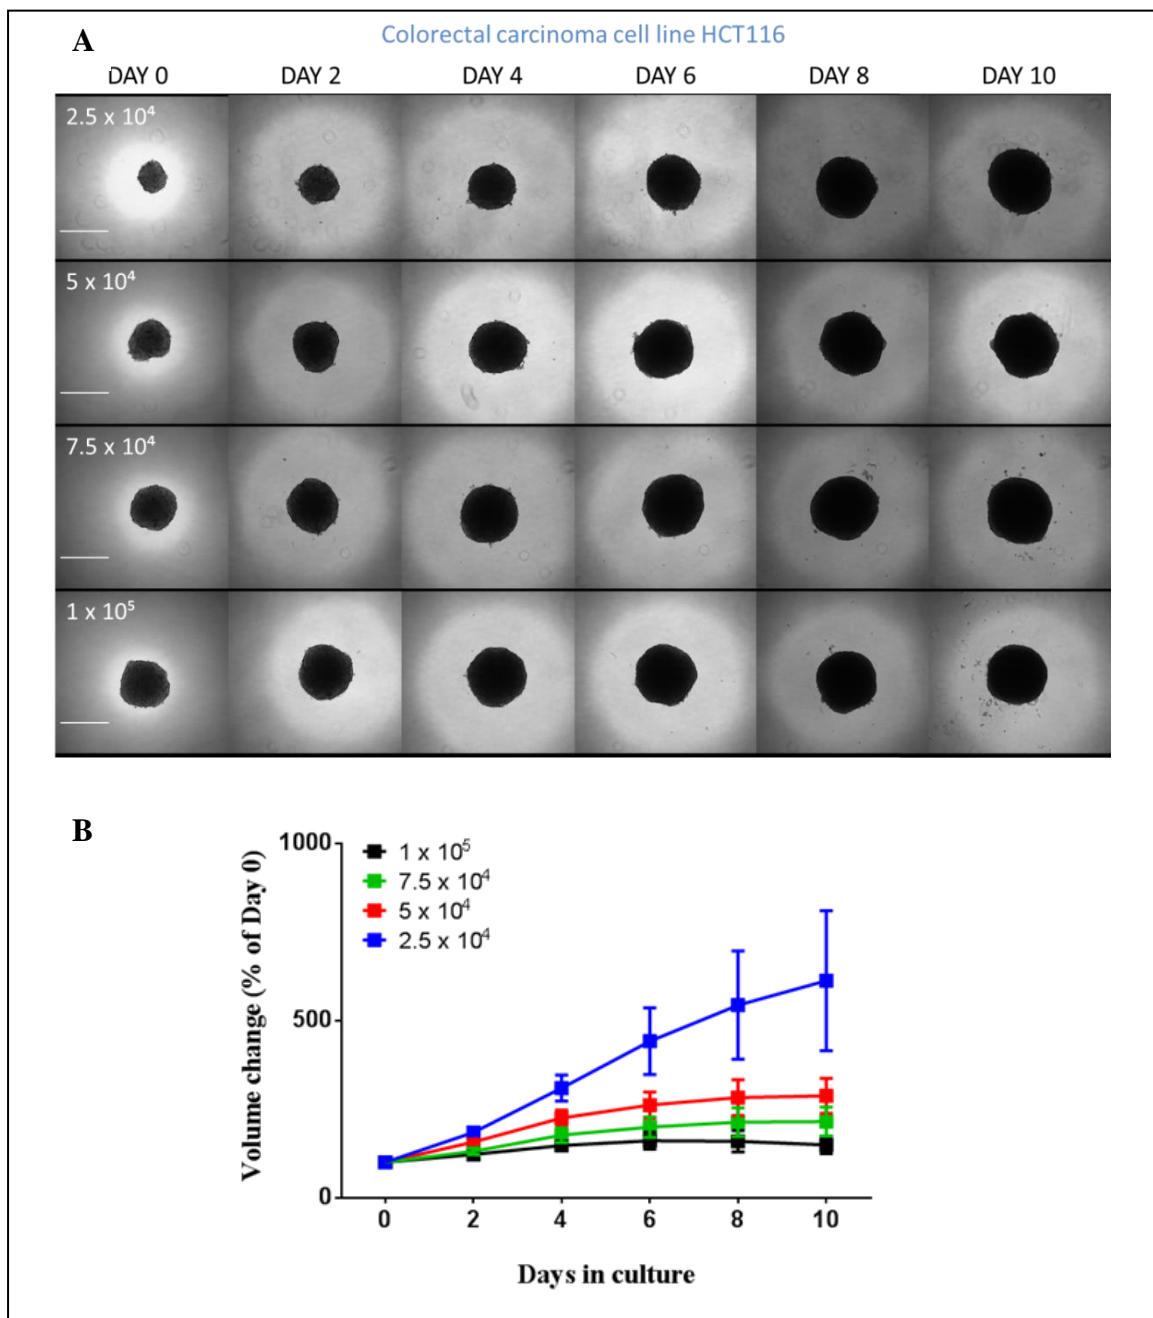 A
Colorectal carcinoma cell line HCT116
DAY 0 DAY 2 DAY 4 DAY 6 DAY 8 DAY 10
2.5 x 10⁴
5 x 10⁴
7.5 x 10⁴
1 x 10⁵
B
Volume change (% of Day 0)
1000
500
0
1 x 10⁵
7.5 x 10⁴
5 x 10⁴
2.5 x 10⁴
0 2 4 6 8 10
Days in culture